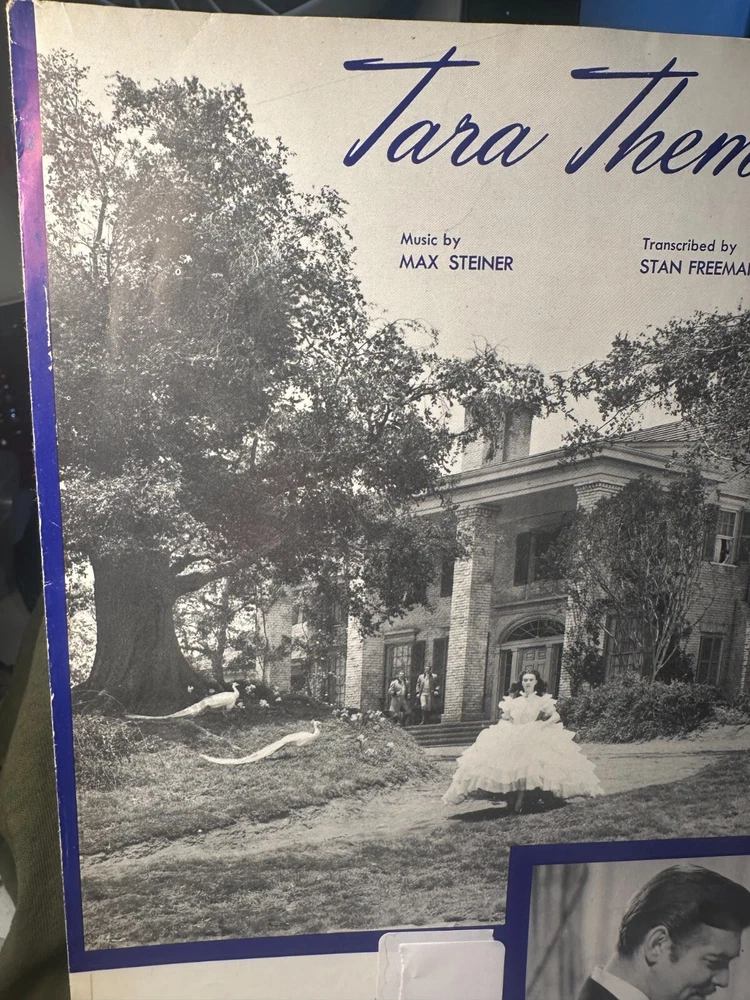 Tara Them
Music by
MAX STEINER
Transcribed by
STAN FREEMA